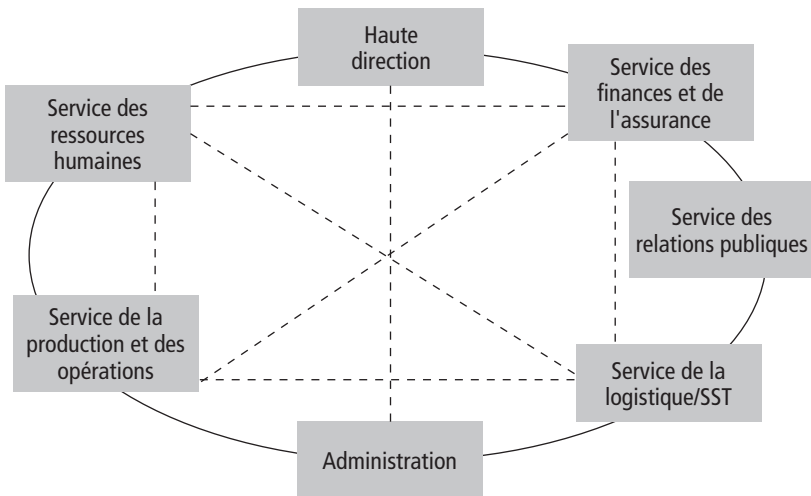 Haute
direction
Service des
finances et de
l'assurance
Service des
ressources
humaines
Service des
relations publiques
Service de la
production et des
opérations
Service de la
logistique/SST
Administration